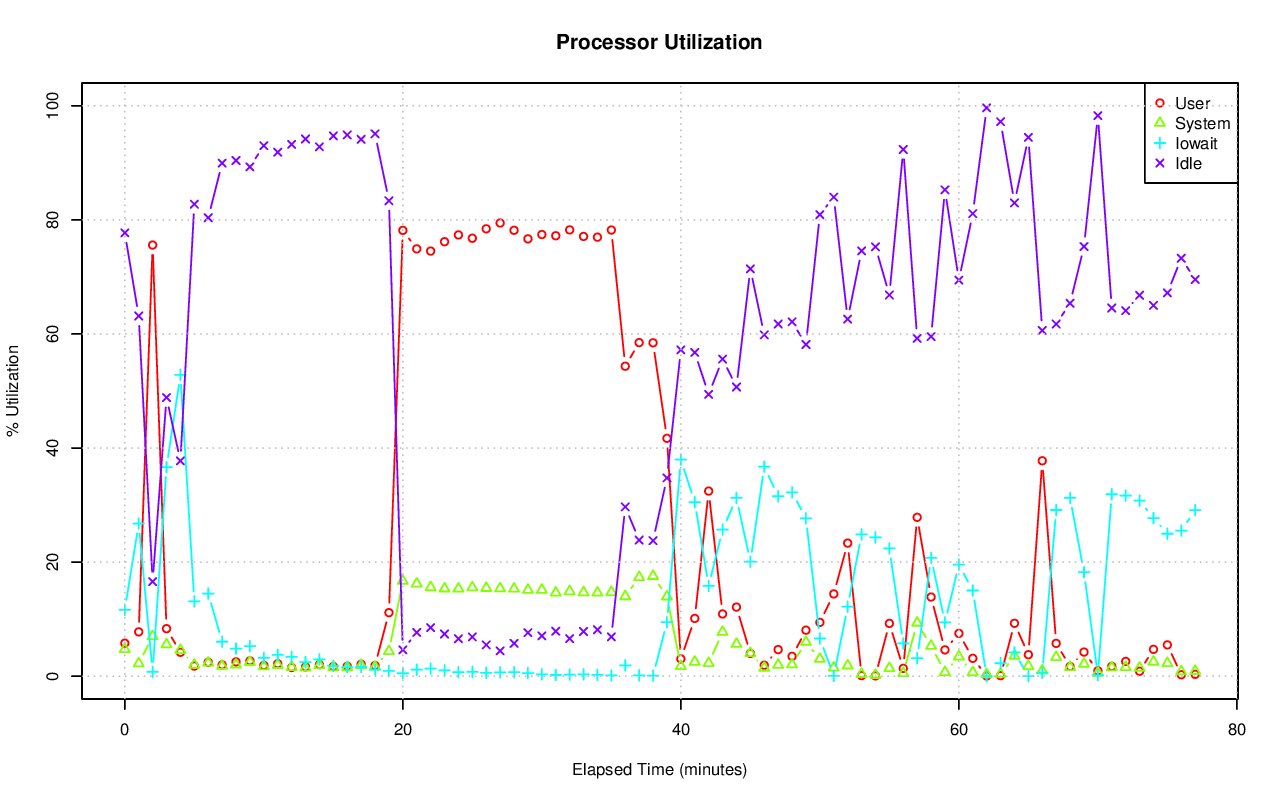 Processor Utilization
100
80
60
40
20
0
% Utilization
User
System
Iowait
Idle
0 20 40 60 80
Elapsed Time (minutes)